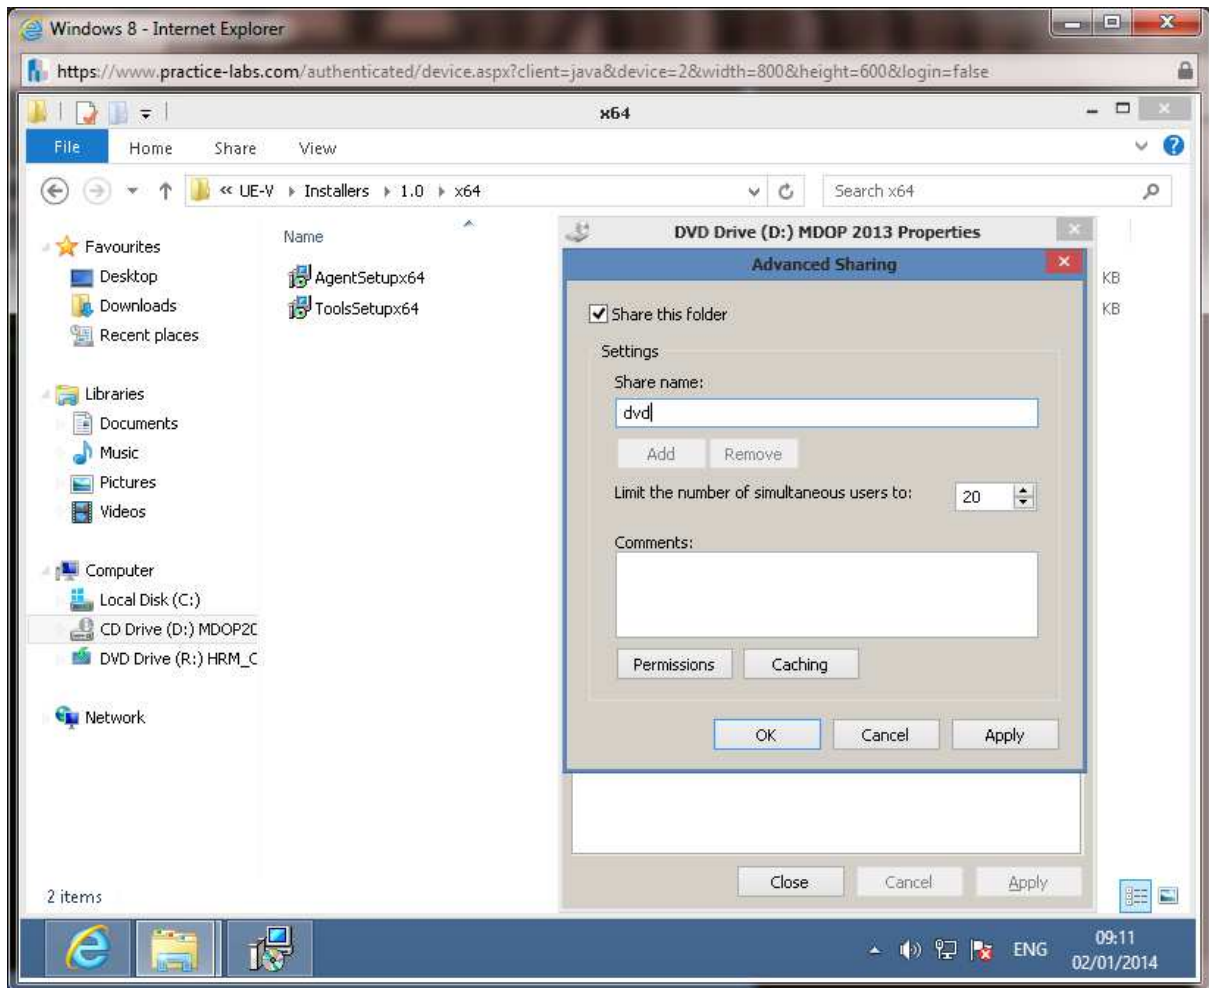 Windows 8 - Internet Explorer
https://www.practice-labs.com/authenticated/device.aspx?client=java&device=2&width=800&height=600&login=false
x64
File Home Share View
« UE-V Installers 1.0 x64
Search x64
Favourites
Desktop
Downloads
Recent places
Libraries
Documents
Music
Pictures
Videos
Computer
Local Disk (C:)
CD Drive (D:) MDOP20
DVD Drive (R:) HRM_C
Network
Name
AgentSetupx64
ToolsSetupx64
KB
KB
DVD Drive (D:) MDOP 2013 Properties
Advanced Sharing
Share this folder
Settings
Share name:
dvd
Add Remove
Limit the number of simultaneous users to: 20
Comments:
Permissions Caching
OK Cancel Apply
Close Cancel Apply
2 items
ENG
09:11
02/01/2014